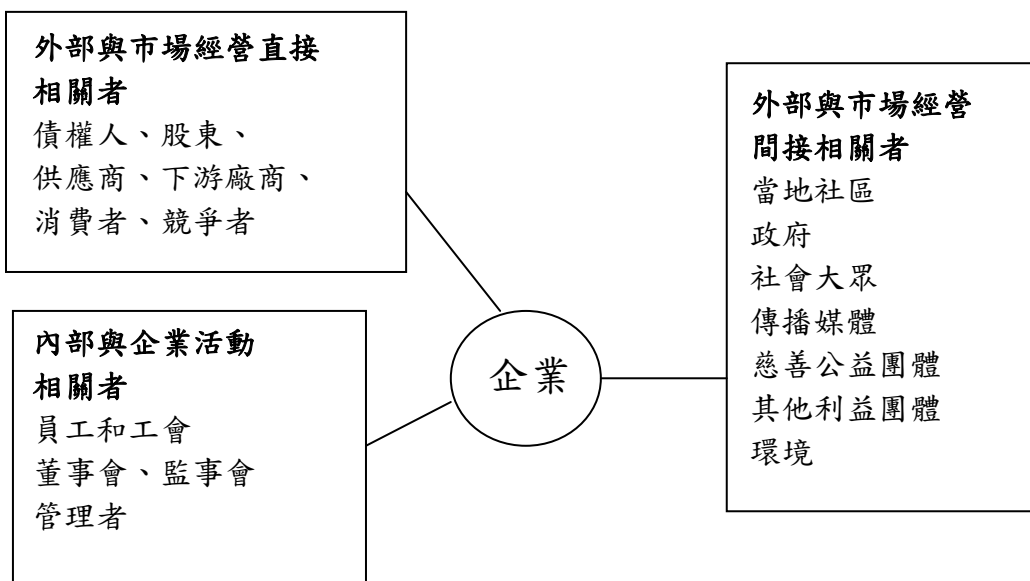 外部與市場經營直接
相關者
債權人、股東、
供應商、下游廠商、
消費者、競爭者
內部與企業活動
相關者
員工和工會
董事會、監事會
管理者
企業
外部與市場經營
間接相關者
當地社區
政府
社會大眾
傳播媒體
慈善公益團體
其他利益團體
環境